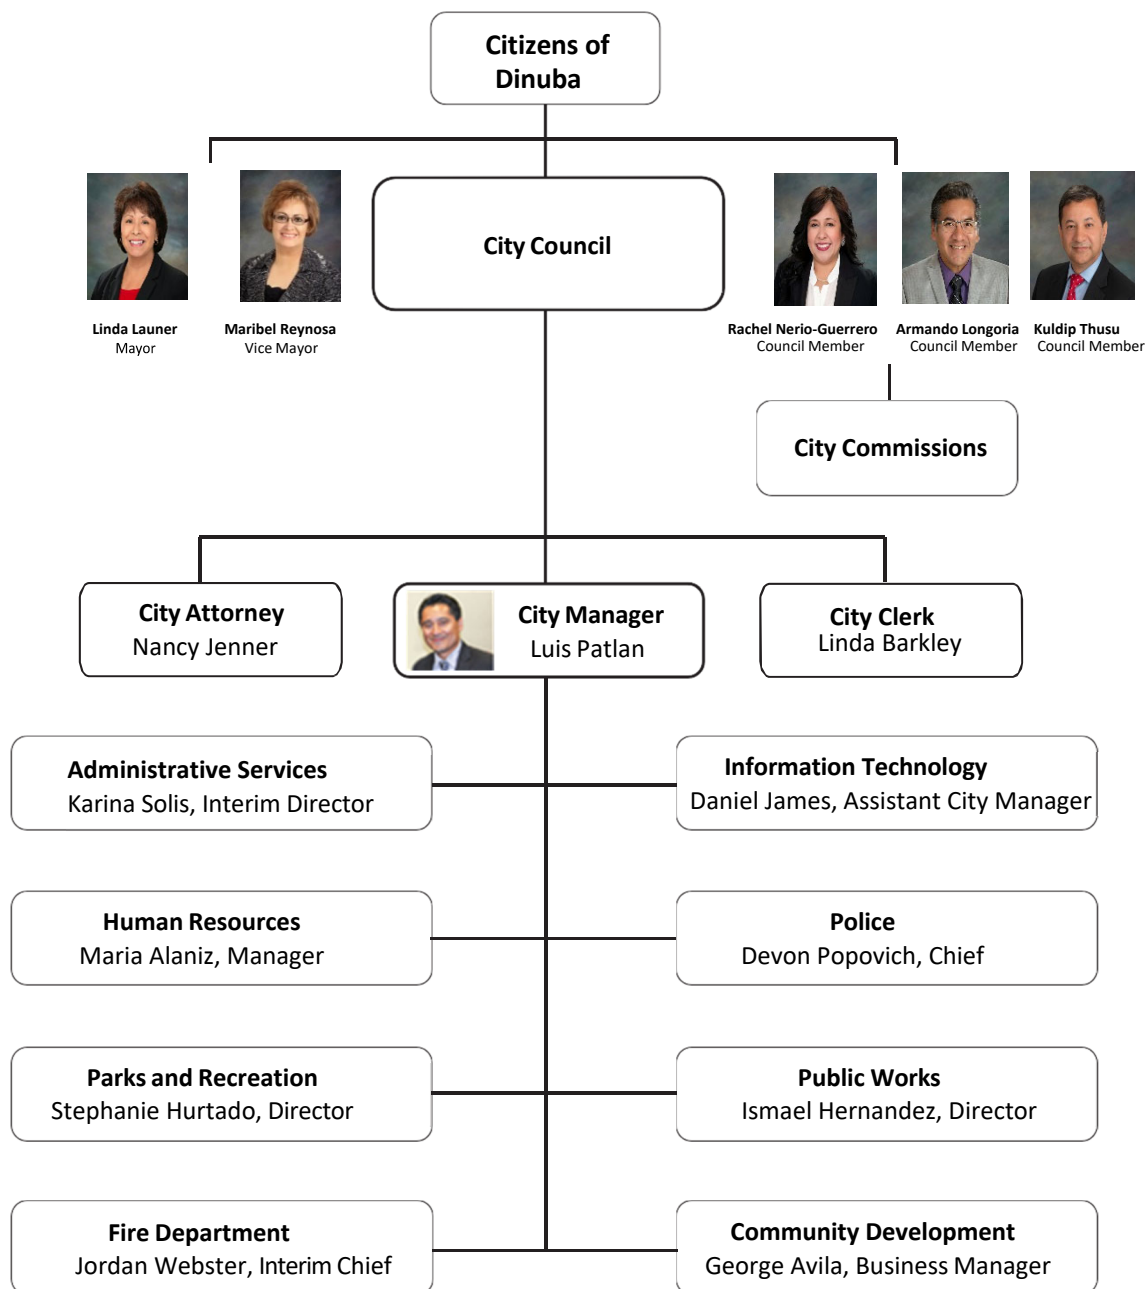 Citizens of
Dinuba
City Council
Linda Launer
Mayor
Maribel Reynosa
Vice Mayor
Rachel Nerio-Guerrero
Council Member
Armando Longoria
Council Member
Kuldip Thusu
Council Member
City Commissions
City Attorney
Nancy Jenner
City Manager
Luis Patlan
City Clerk
Linda Barkley
Administrative Services
Karina Solis, Interim Director
Information Technology
Daniel James, Assistant City Manager
Human Resources
Maria Alaniz, Manager
Police
Devon Popovich, Chief
Parks and Recreation
Stephanie Hurtado, Director
Public Works
Ismael Hernandez, Director
Fire Department
Jordan Webster, Interim Chief
Community Development
George Avila, Business Manager